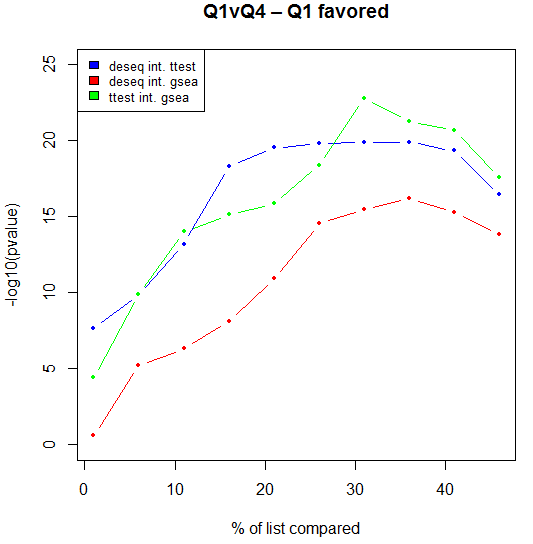 Q1vQ4 – Q1 favored
deseq int. ttest
deseq int. gsea
ttest int. gsea
-log10(pvalue)
25
20
15
10
5
0
0 10 20 30 40
% of list compared